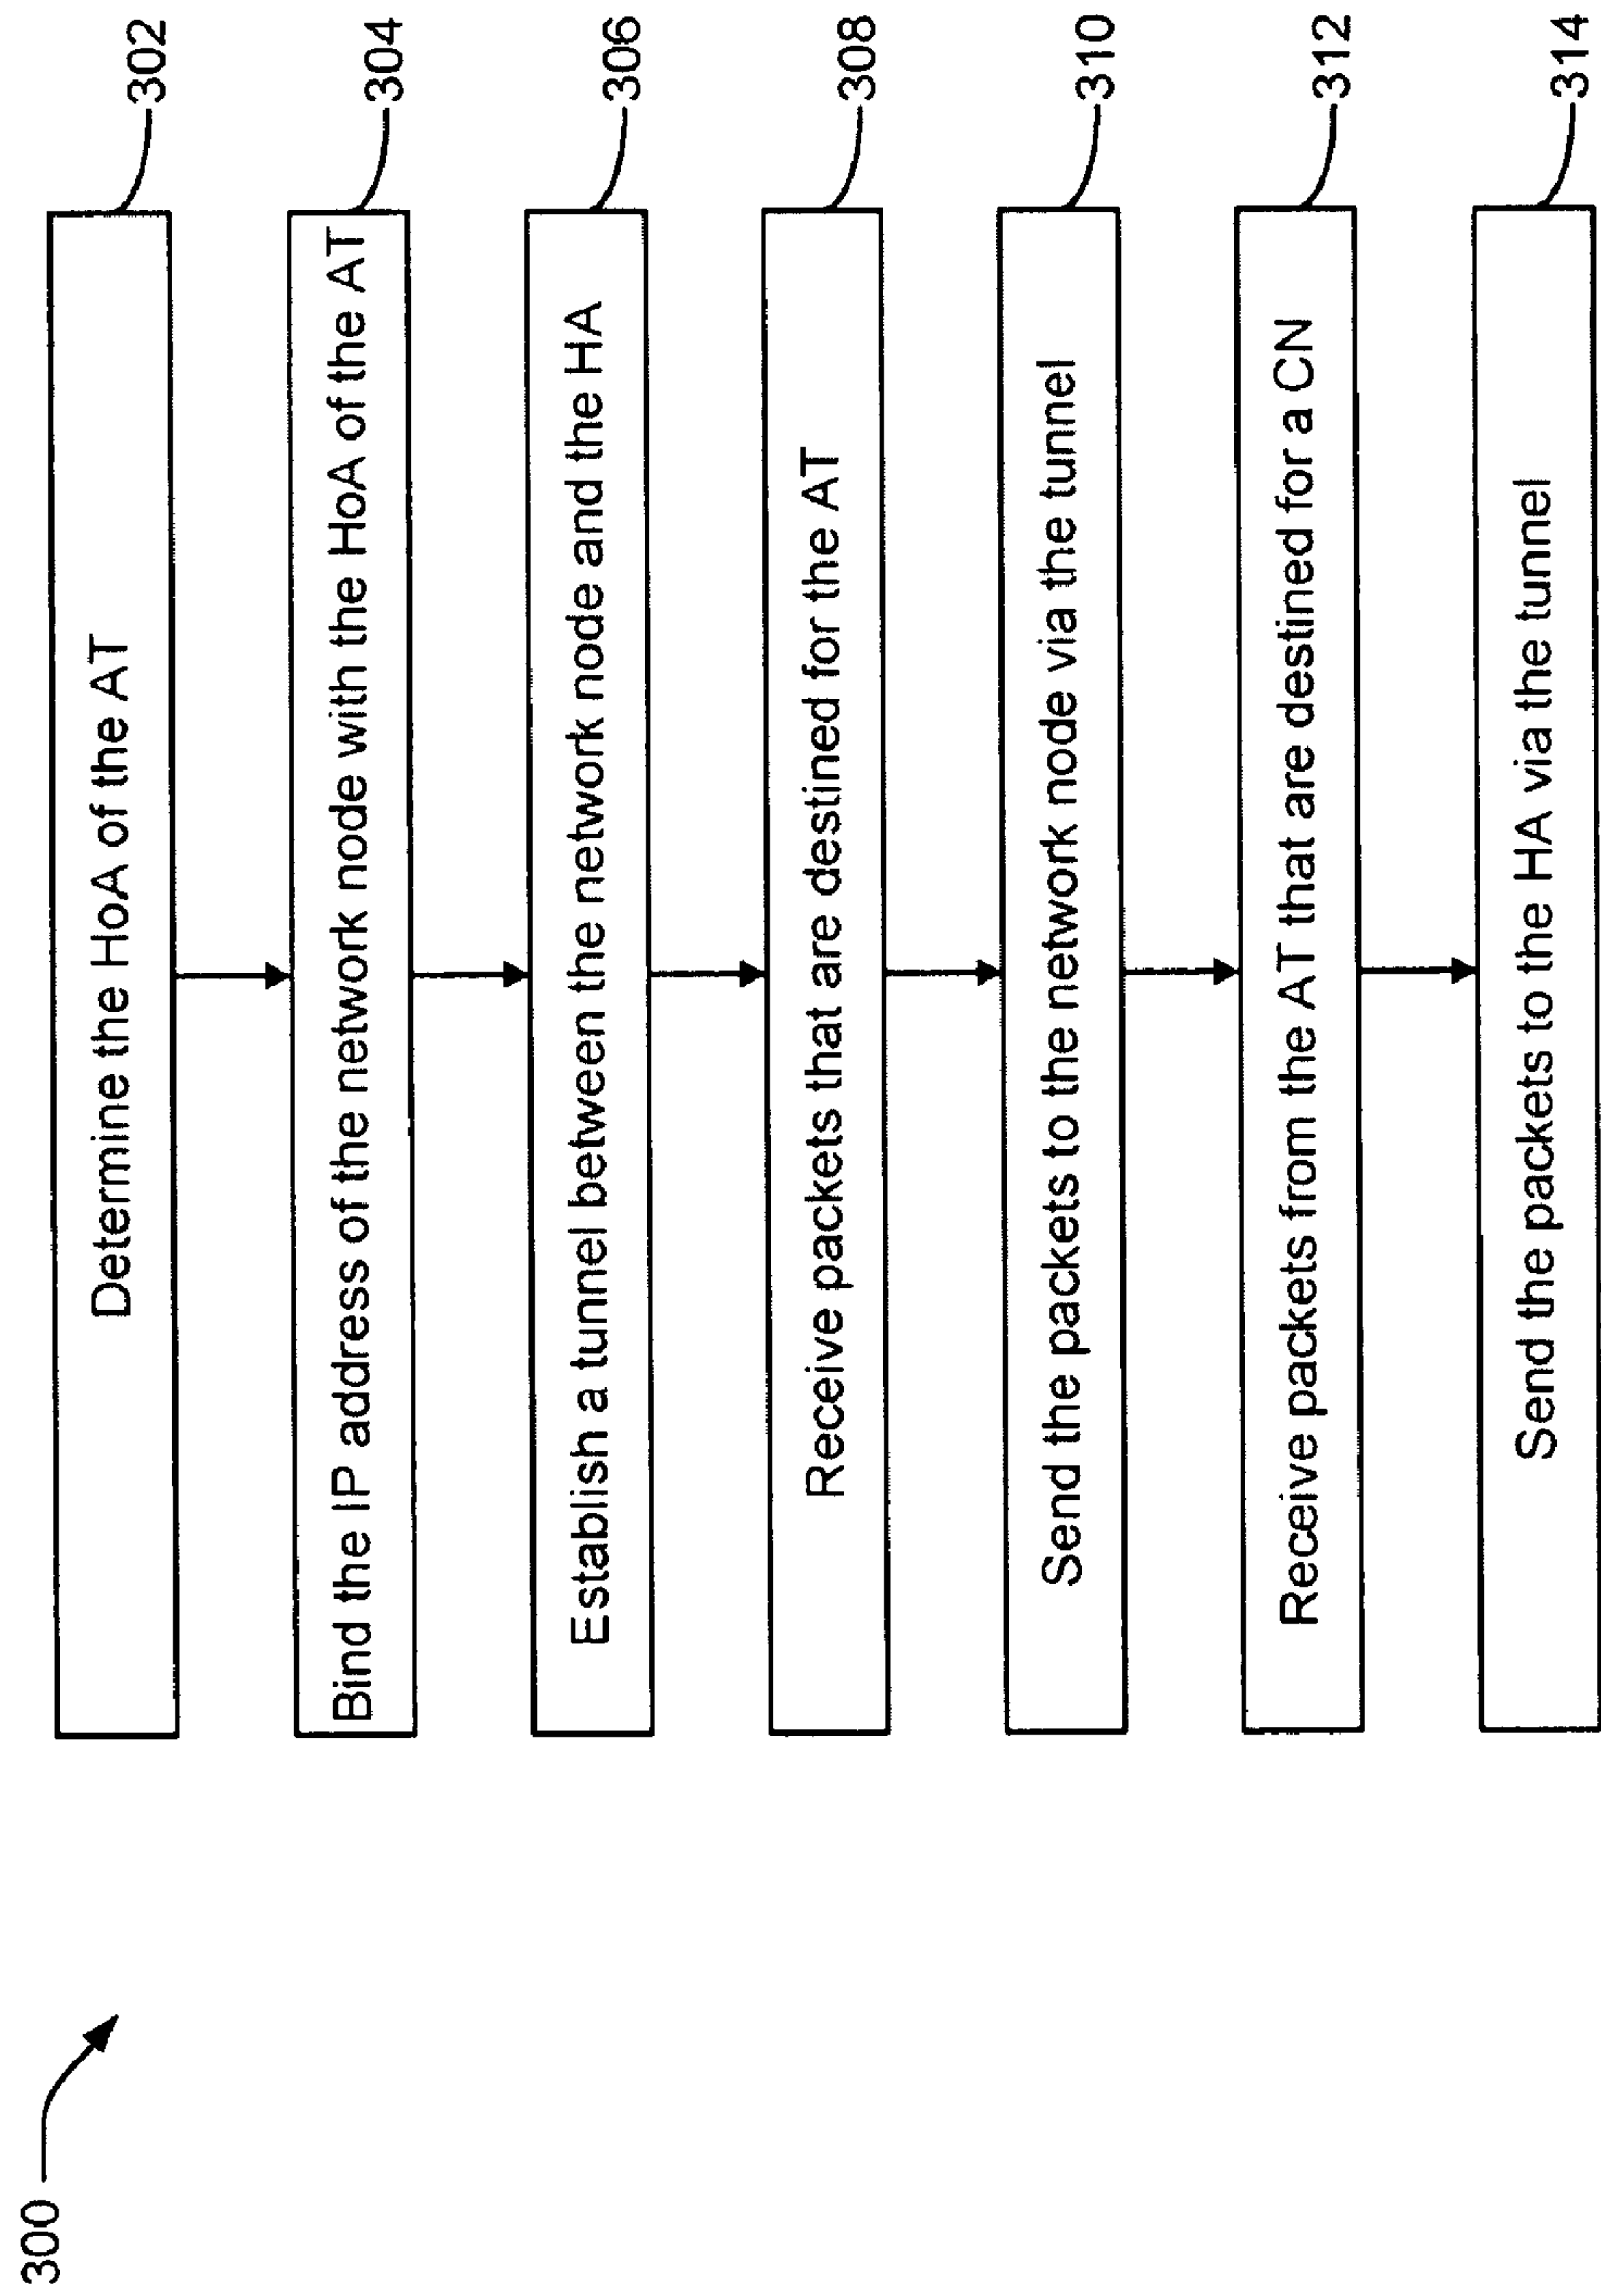 300
Determine the HoA of the AT
302
Bind the IP address of the network node with the HoA of the AT
304
Establish a tunnel between the network node and the HA
306
Receive packets that are destined for the AT
308
Send the packets to the network node via the tunnel
310
Receive packets from the AT that are destined for a CN
312
Send the packets to the HA via the tunnel
314